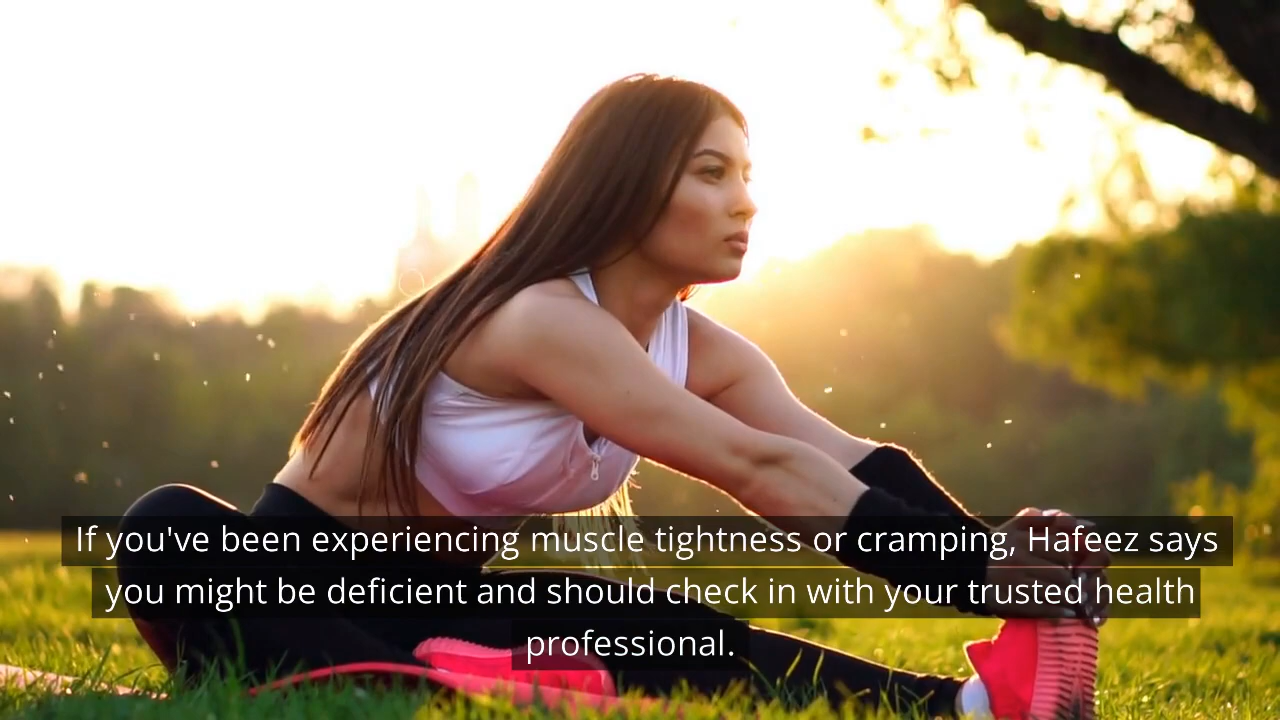 If you've been experiencing muscle tightness or cramping, Hafeez says
you might be deficient and should check in with your trusted health
professional.